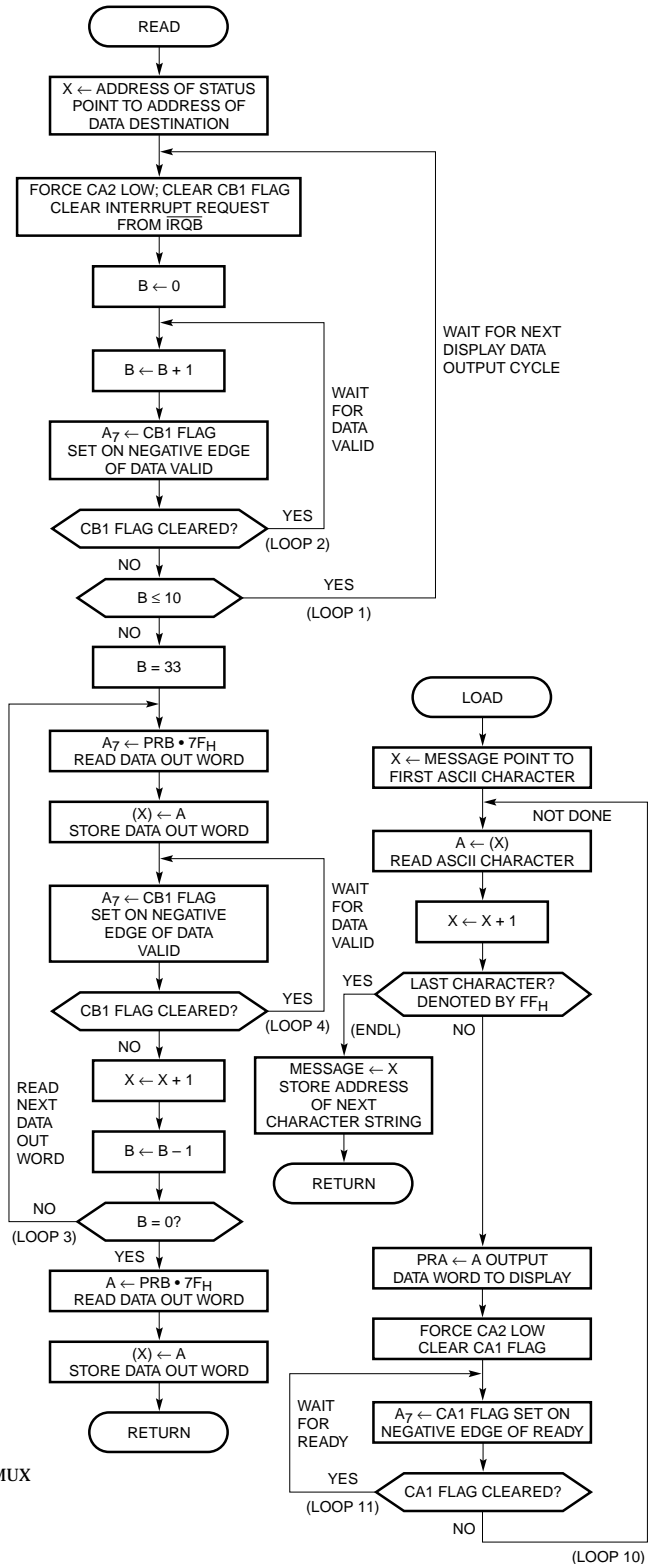 READ
X ← ADDRESS OF STATUS
POINT TO ADDRESS OF
DATA DESTINATION
FORCE CA2 LOW; CLEAR CB1 FLAG
CLEAR INTERRUPT REQUEST
FROM I̅R̅Q̅B̅
B ← 0
WAIT FOR NEXT
DISPLAY DATA
OUTPUT CYCLE
B ← B + 1
WAIT
FOR
DATA
VALID
A₇ ← CB1 FLAG
SET ON NEGATIVE EDGE
OF DATA VALID
CB1 FLAG CLEARED?
YES
(LOOP 2)
NO
B ≤ 10
YES
(LOOP 1)
NO
B = 33
A₇ ← PRB • 7F_H
READ DATA OUT WORD
(X) ← A
STORE DATA OUT WORD
A₇ ← CB1 FLAG
SET ON NEGATIVE
EDGE OF DATA
VALID
WAIT
FOR
DATA
VALID
CB1 FLAG CLEARED?
YES
(LOOP 4)
NO
X ← X + 1
READ
NEXT
DATA
OUT
WORD
B ← B – 1
NO
(LOOP 3)
B = 0?
YES
A ← PRB • 7F_H
READ DATA OUT WORD
(X) ← A
STORE DATA OUT WORD
RETURN
MUX
LOAD
X ← MESSAGE POINT TO
FIRST ASCII CHARACTER
NOT DONE
A ← (X)
READ ASCII CHARACTER
X ← X + 1
YES
LAST CHARACTER?
DENOTED BY FF_H
(ENDL)
NO
MESSAGE ← X
STORE ADDRESS
OF NEXT
CHARACTER STRING
RETURN
PRA ← A OUTPUT
DATA WORD TO DISPLAY
FORCE CA2 LOW
CLEAR CA1 FLAG
WAIT
FOR
READY
A₇ ← CA1 FLAG SET ON
NEGATIVE EDGE OF READY
YES
(LOOP 11)
CA1 FLAG CLEARED?
NO
(LOOP 10)